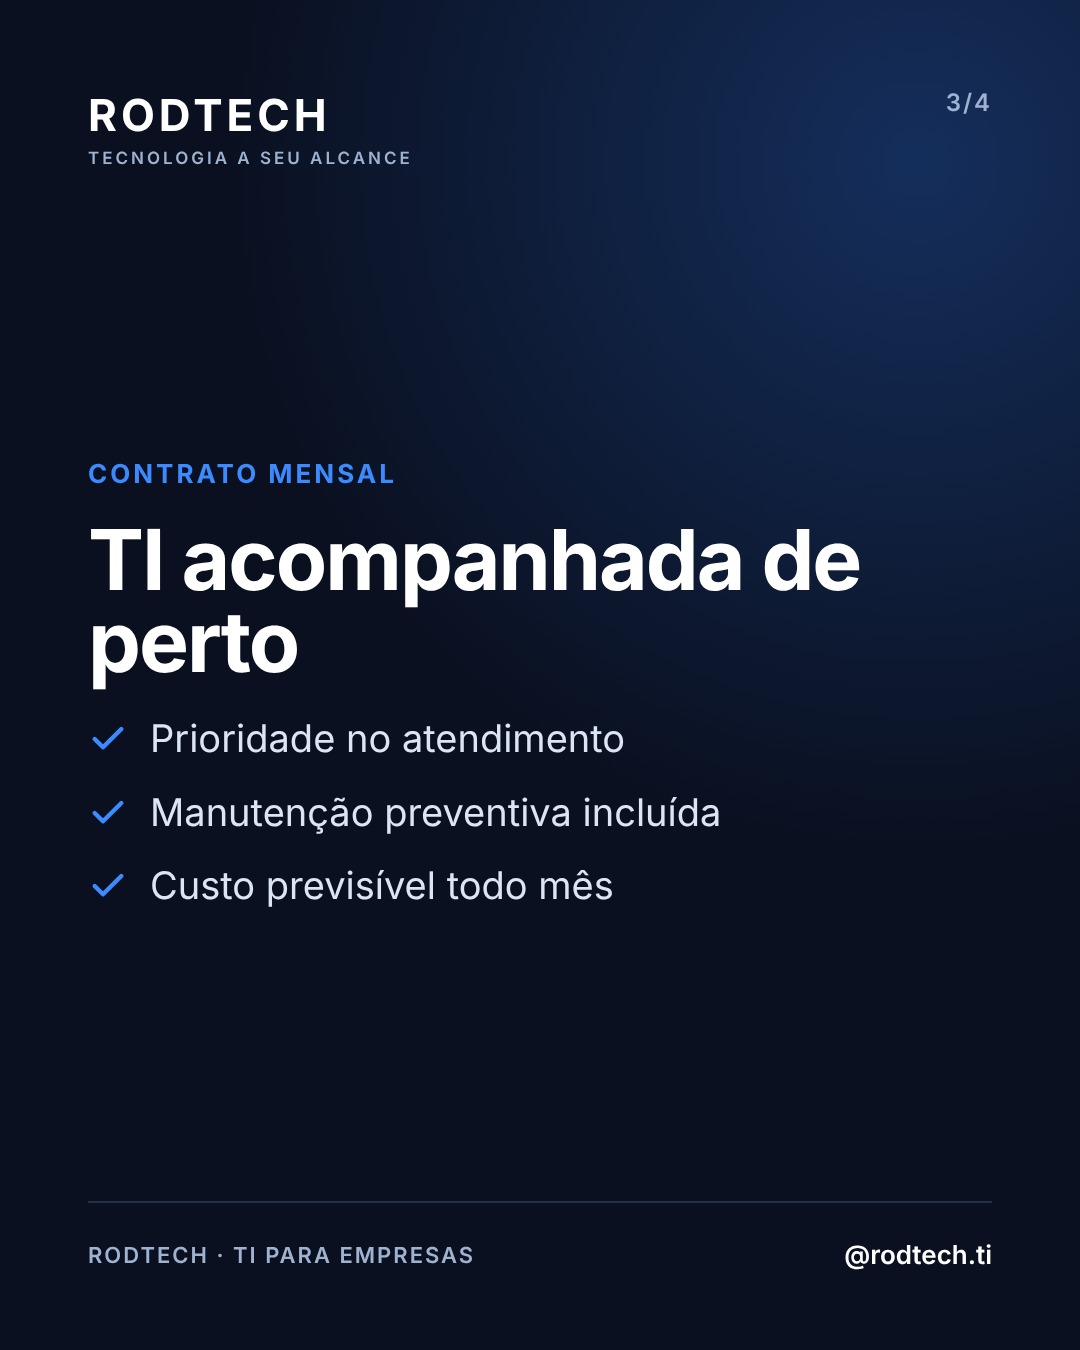 RODTECH
TECNOLOGIA A SEU ALCANCE
3/4
CONTRATO MENSAL
TI acompanhada de
perto
Prioridade no atendimento
Manutenção preventiva incluída
Custo previsível todo mês
RODTECH · TI PARA EMPRESAS
@rodtech.ti